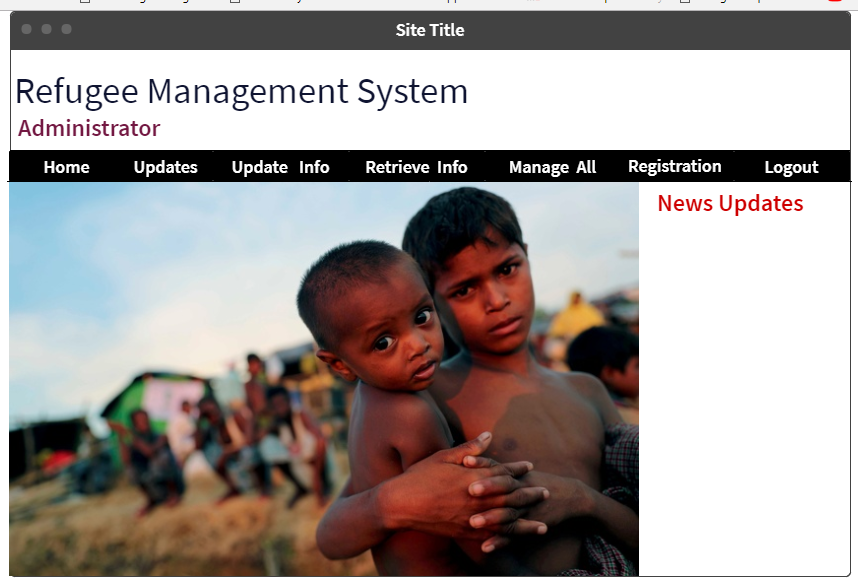 Site Title
Refugee Management System
Administrator
Home Updates Update Info Retrieve Info Manage All Registration Logout
News Updates